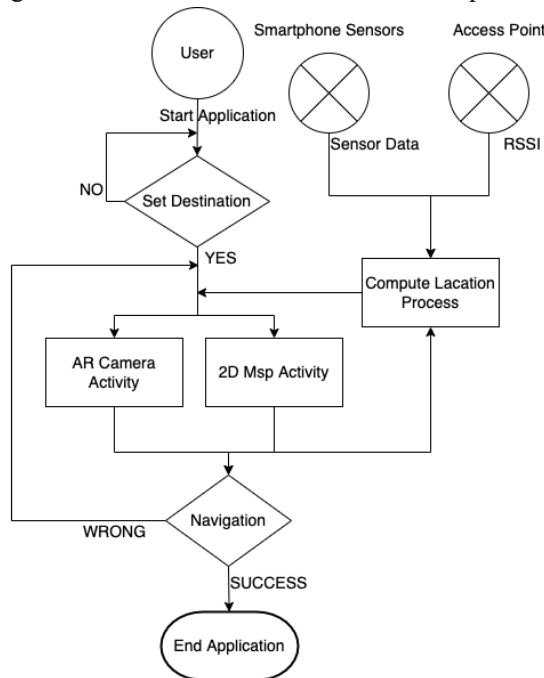 Smartphone Sensors
Access Point
User
Start Application
Sensor Data
RSSI
NO
Set Destination
YES
Compute Lacation
Process
AR Camera
Activity
2D Msp Activity
Navigation
WRONG
SUCCESS
End Application